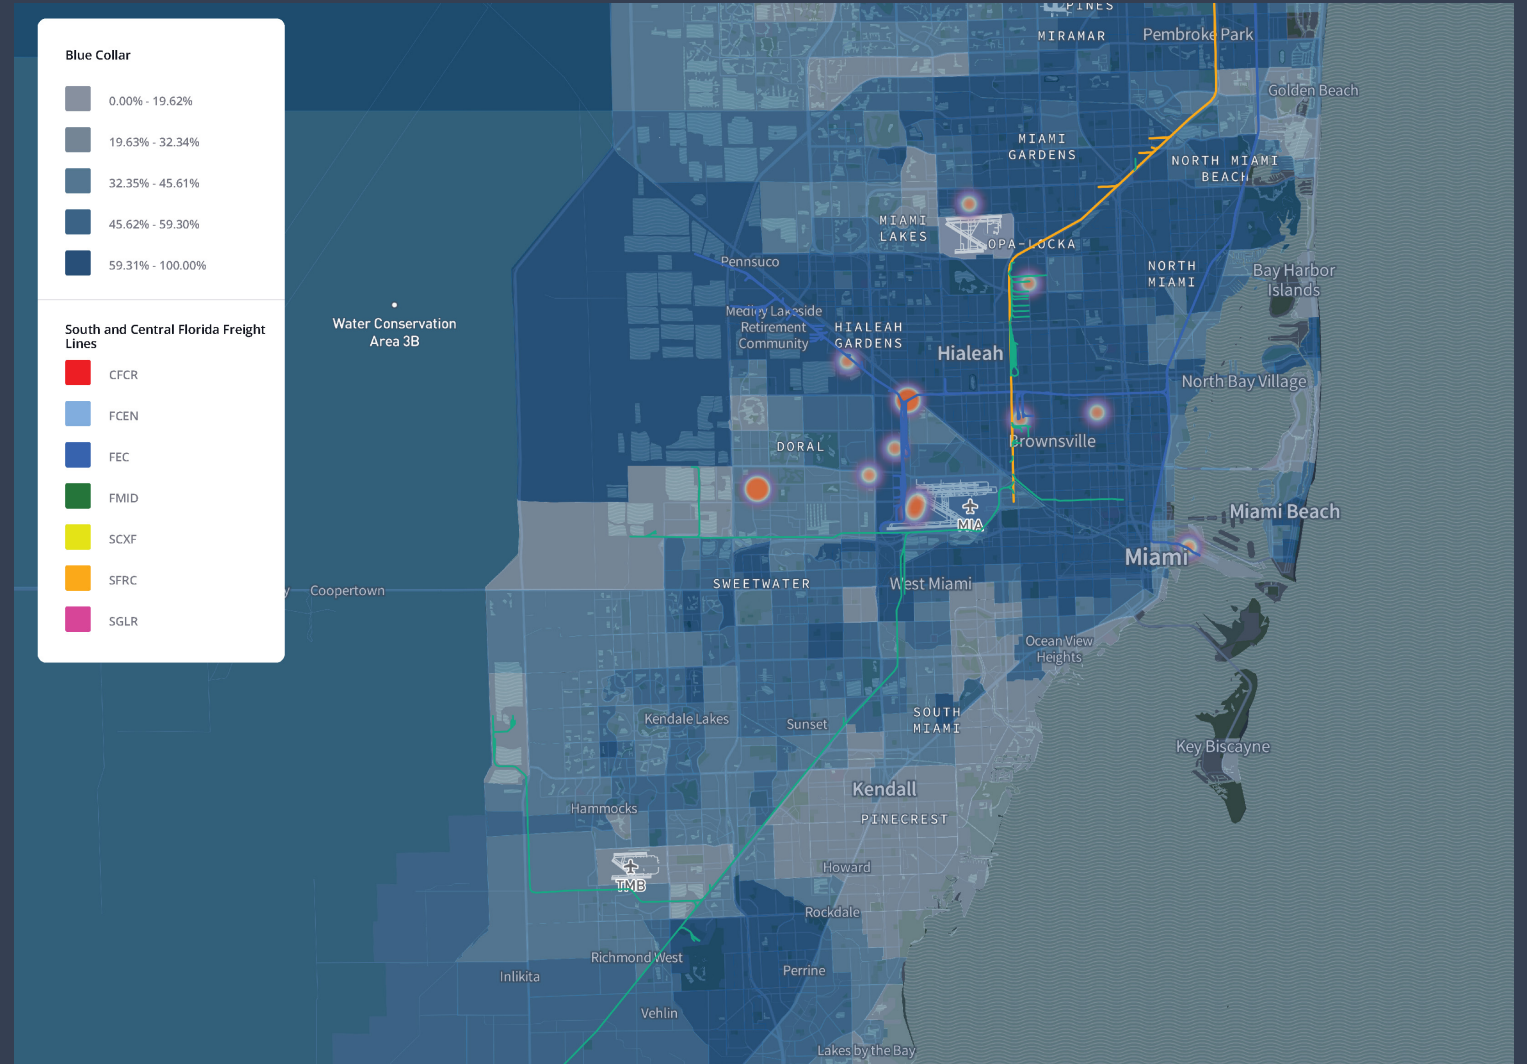 Blue Collar
0.00% - 19.62%
19.63% - 32.34%
32.35% - 45.61%
45.62% - 59.30%
59.31% - 100.00%
South and Central Florida Freight
Lines
CFCR
FCEN
FEC
FMID
SCXF
SFRC
SGLR
PINES
MIRAMAR
Pembroke Park
Golden Beach
MIAMI
GARDENS
NORTH MIAMI
BEACH
MIAMI
LAKES
OPA-LOCKA
Pennsuco
NORTH
MIAMI
Bay Harbor
Islands
Water Conservation
Area 3B
Medley Lakeside
Retirement
Community
HIALEAH
GARDENS
Hialeah
North Bay Village
DORAL
Brownsville
MIA
Miami Beach
Miami
y
Coopertown
SWEETWATER
West Miami
Ocean View
Heights
Kendale Lakes
Sunset
SOUTH
MIAMI
Key Biscayne
Kendall
Hammocks
PINECREST
TMB
Howard
Rockdale
Richmond West
Inlikita
Perrine
Vehlin
Lakes by the Bay